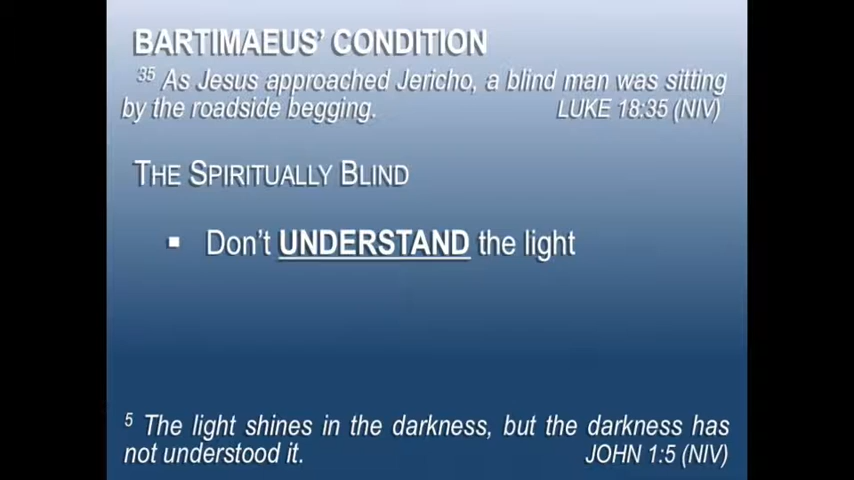 BARTIMAEUS’ CONDITION
35 As Jesus approached Jericho, a blind man was sitting
by the roadside begging. LUKE 18:35 (NIV)
THE SPIRITUALLY BLIND
▪ Don’t UNDERSTAND the light
5 The light shines in the darkness, but the darkness has
not understood it. JOHN 1:5 (NIV)